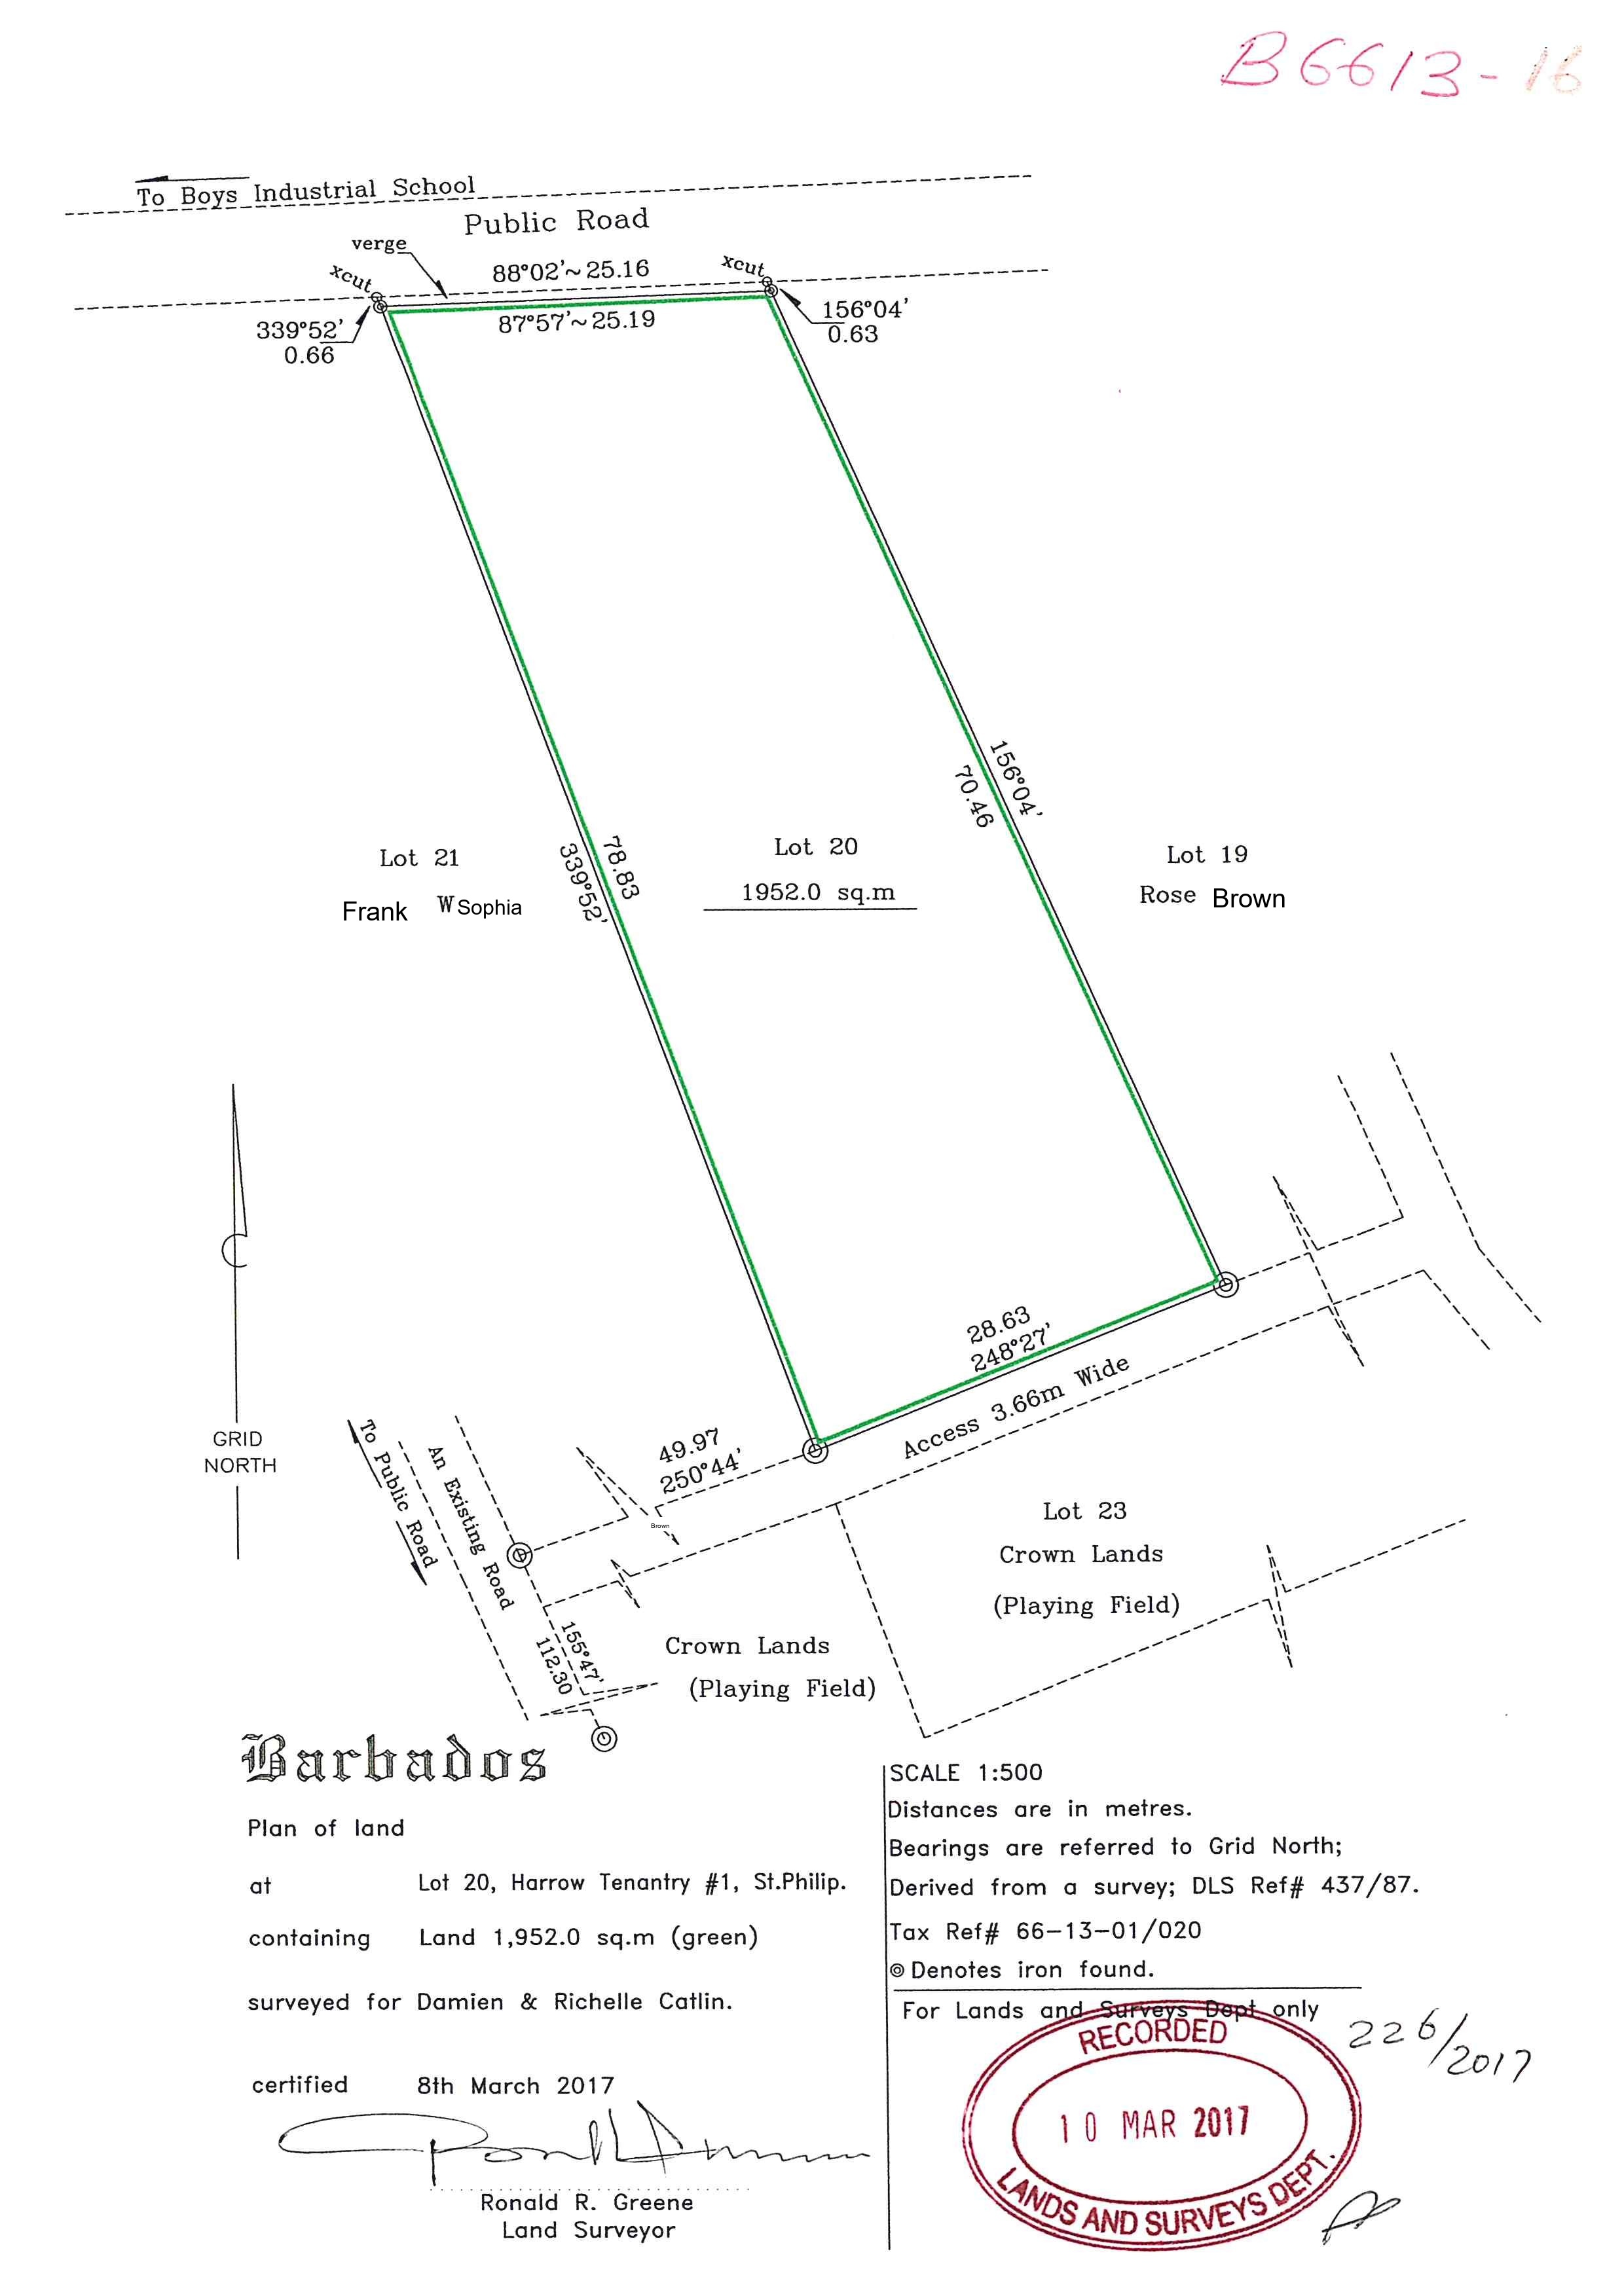 B6613-16
To Boys Industrial School
Public Road
verge
xcut
88°02'~25.16
xcut
339°52'
0.66
87°57'~25.19
156°04'
0.63
156°04'
70.46
78.83
339°52'
Lot 21
Frank W Sophia
Lot 20
1952.0 sq.m
Lot 19
Rose Brown
GRID
NORTH
28.63
248°27'
Access 3.66m Wide
49.97
250°44'
Brown
To Public Road
An Existing Road
155°47'
112.30
Lot 23
Crown Lands
(Playing Field)
Crown Lands
(Playing Field)
Barbados
Plan of land
at Lot 20, Harrow Tenantry #1, St.Philip.
containing Land 1,952.0 sq.m (green)
surveyed for Damien & Richelle Catlin.
certified 8th March 2017
Ronald R. Greene
Land Surveyor
SCALE 1:500
Distances are in metres.
Bearings are referred to Grid North;
Derived from a survey; DLS Ref# 437/87.
Tax Ref# 66-13-01/020
Denotes iron found.
For Lands and Surveys Dept only
226/2017
RECORDED
10 MAR 2017
LANDS AND SURVEYS DEPT.